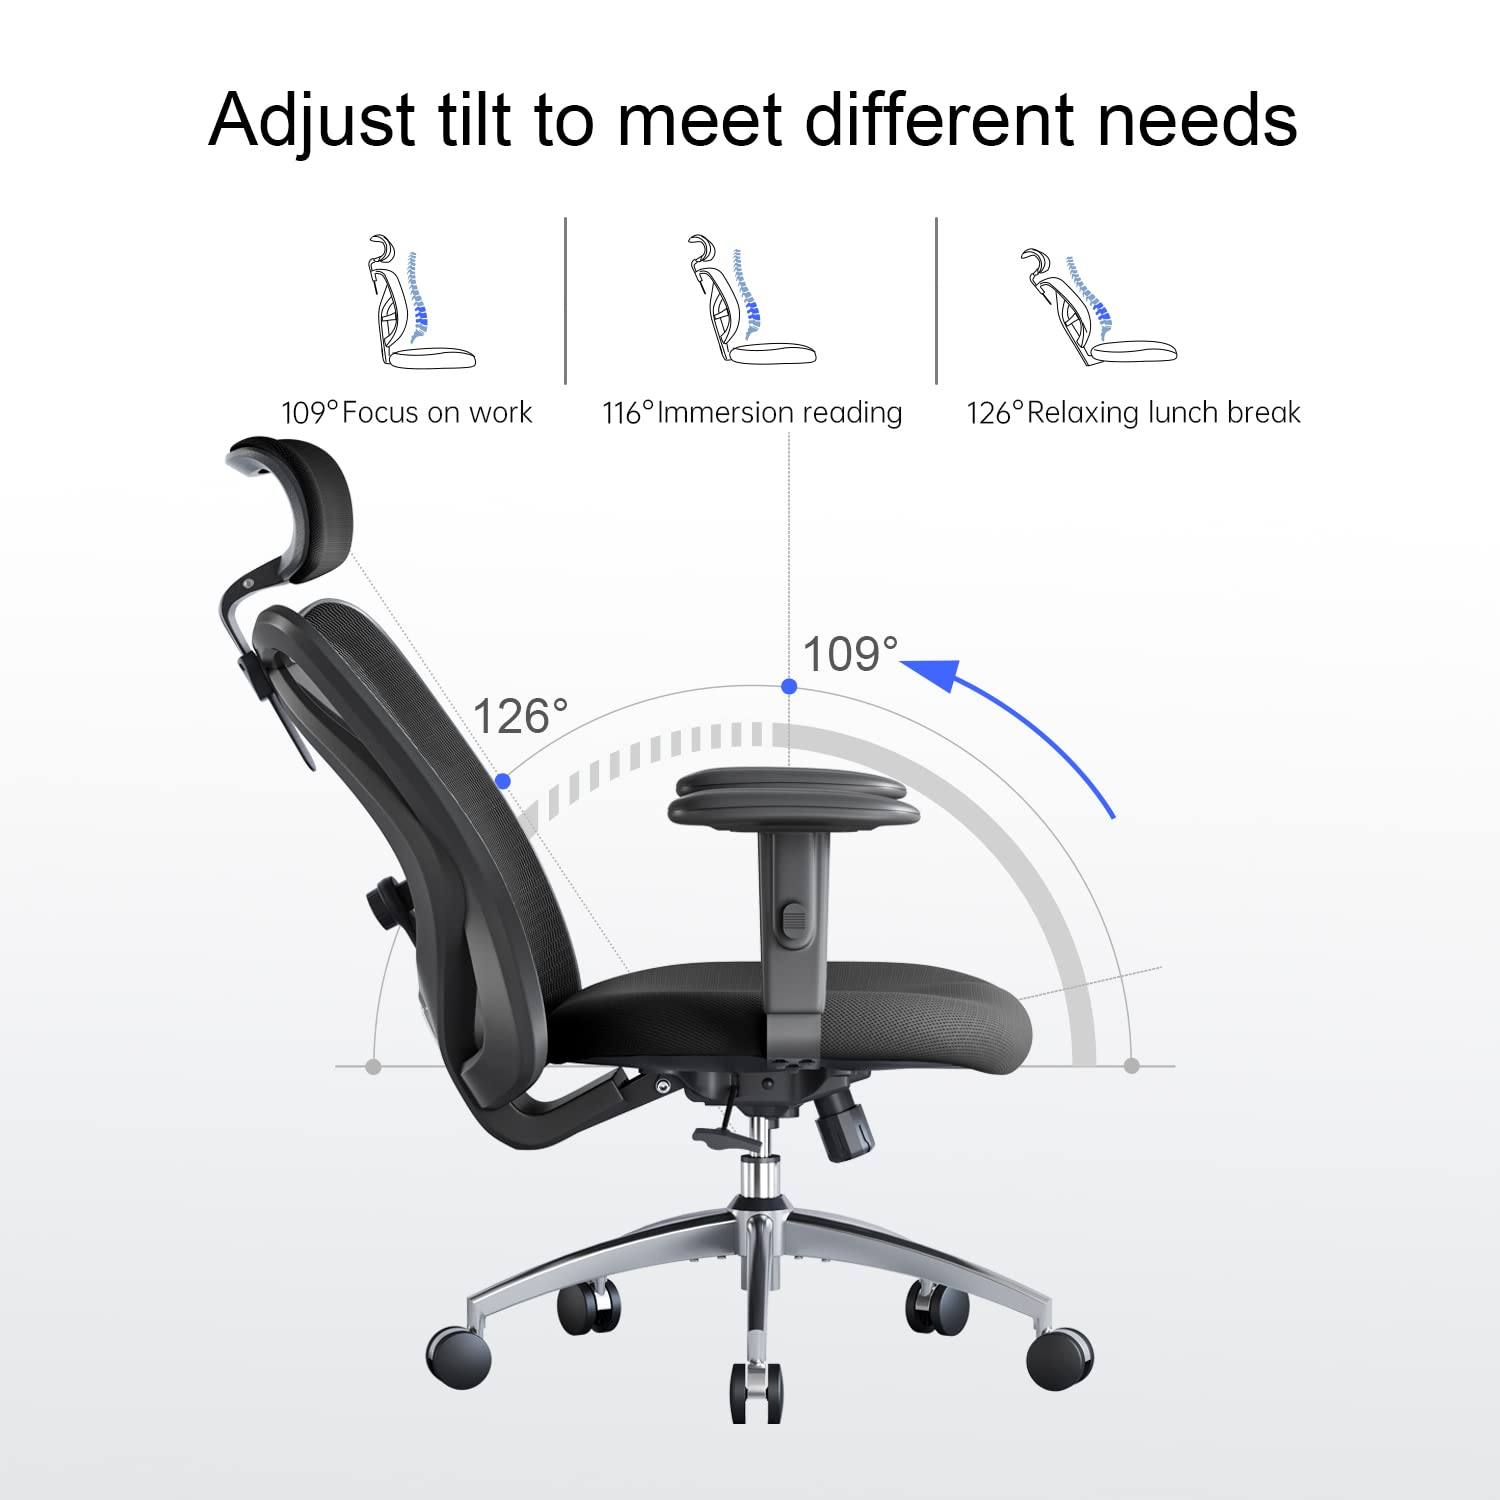 Adjust tilt to meet different needs
109°Focus on work
116°Immersion reading
126°Relaxing lunch break
109°
126°